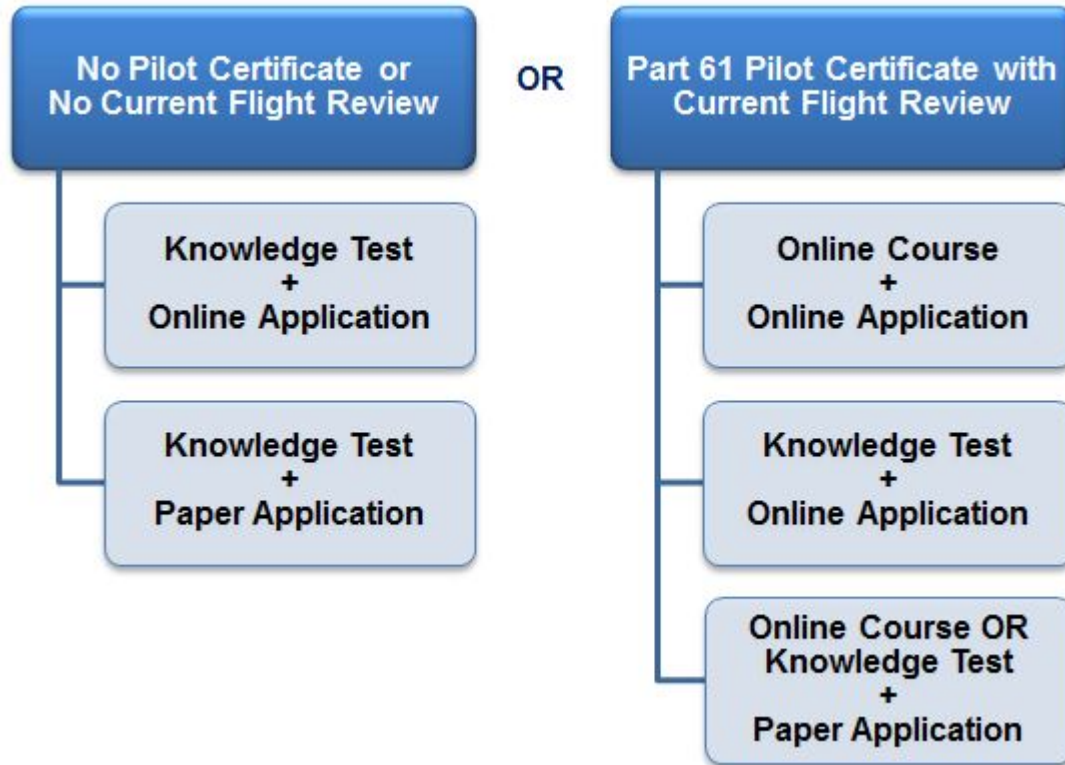 No Pilot Certificate or
No Current Flight Review
OR
Part 61 Pilot Certificate with
Current Flight Review
Knowledge Test
+
Online Application
Knowledge Test
+
Paper Application
Online Course
+
Online Application
Knowledge Test
+
Online Application
Online Course OR
Knowledge Test
+
Paper Application